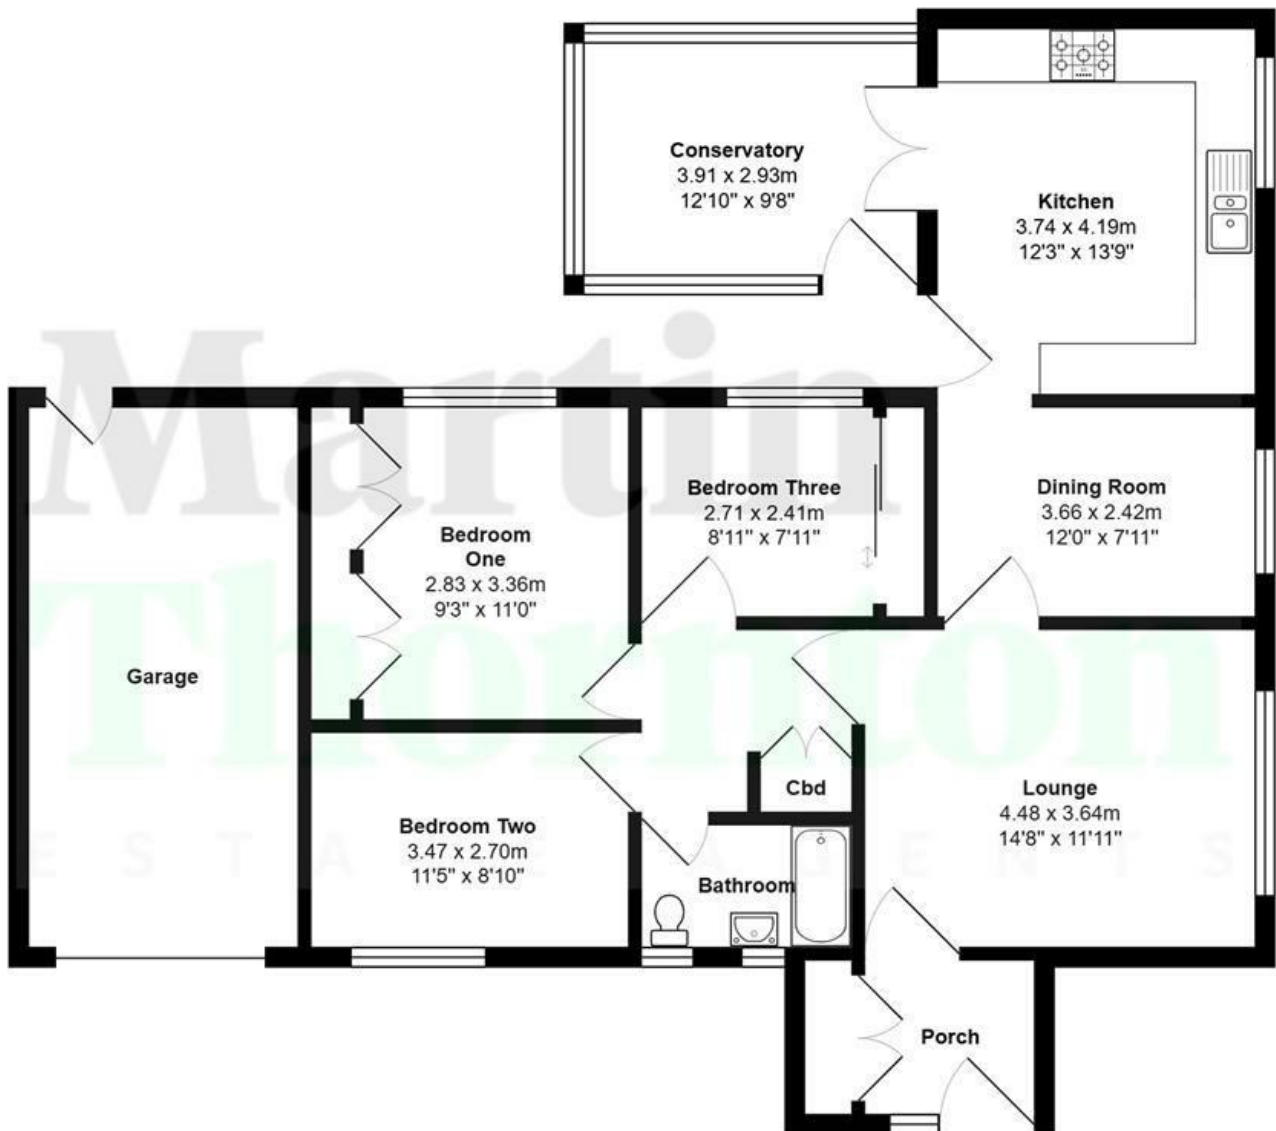 Conservatory
3.91 x 2.93m
12'10" x 9'8"
Kitchen
3.74 x 4.19m
12'3" x 13'9"
Martin
Thornton
ESTATE AGENTS
Bedroom Three
2.71 x 2.41m
8'11" x 7'11"
Dining Room
3.66 x 2.42m
12'0" x 7'11"
Bedroom
One
2.83 x 3.36m
9'3" x 11'0"
Garage
Cbd
Lounge
4.48 x 3.64m
14'8" x 11'11"
Bedroom Two
3.47 x 2.70m
11'5" x 8'10"
Bathroom
Porch